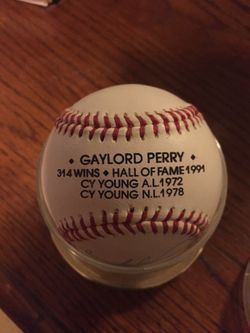 ♦ GAYLORD PERRY ♦
314 WINS ♦ HALL OF FAME 1991
CY YOUNG A.L. 1972
CY YOUNG N.L. 1978